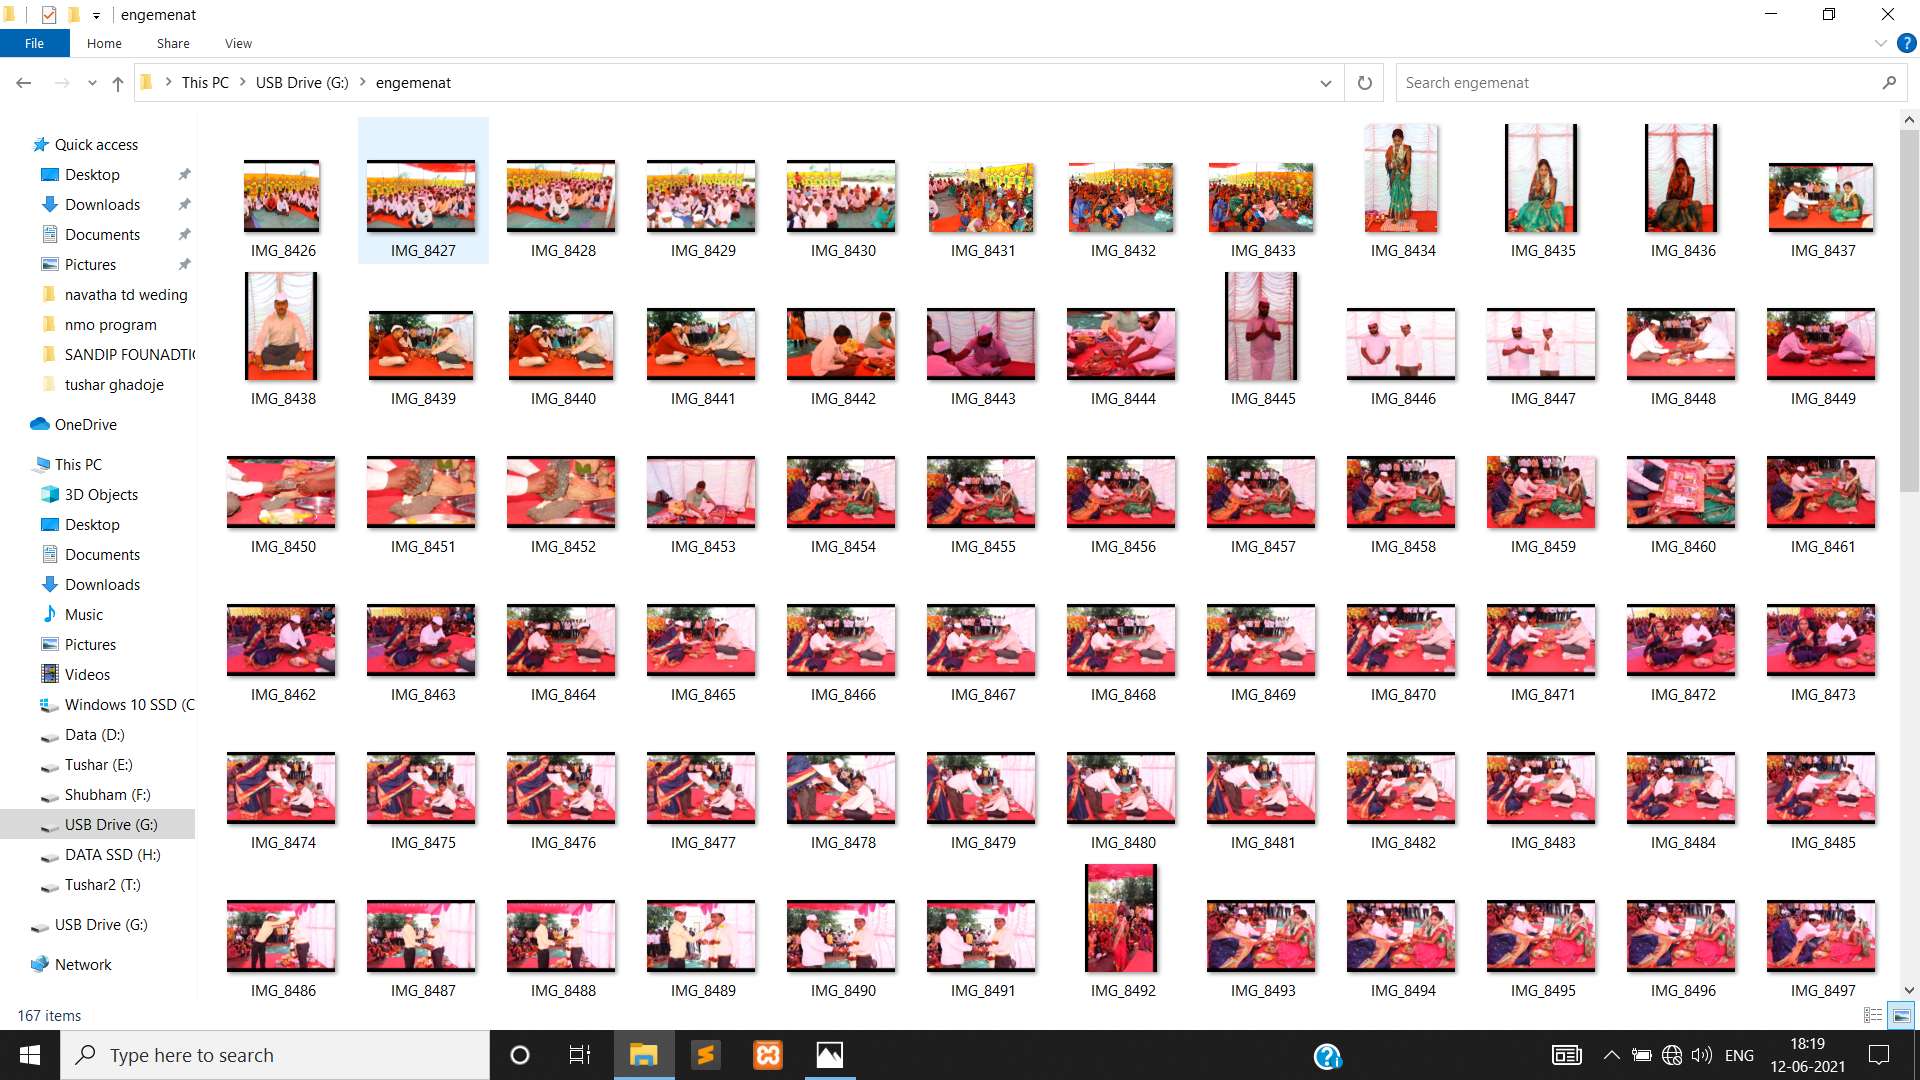 engemenat
File Home Share View
This PC USB Drive (G:) engemenat
Search engemenat
Quick access
Desktop
Downloads
Documents
Pictures
navatha td weding
nmo program
SANDIP FOUNADTI
tushar ghadoje
OneDrive
This PC
3D Objects
Desktop
Documents
Downloads
Music
Pictures
Videos
Windows 10 SSD (C
Data (D:)
Tushar (E:)
Shubham (F:)
USB Drive (G:)
DATA SSD (H:)
Tushar2 (T:)
USB Drive (G:)
Network
IMG_8426 IMG_8427 IMG_8428 IMG_8429 IMG_8430 IMG_8431 IMG_8432 IMG_8433 IMG_8434 IMG_8435 IMG_8436 IMG_8437
IMG_8438 IMG_8439 IMG_8440 IMG_8441 IMG_8442 IMG_8443 IMG_8444 IMG_8445 IMG_8446 IMG_8447 IMG_8448 IMG_8449
IMG_8450 IMG_8451 IMG_8452 IMG_8453 IMG_8454 IMG_8455 IMG_8456 IMG_8457 IMG_8458 IMG_8459 IMG_8460 IMG_8461
IMG_8462 IMG_8463 IMG_8464 IMG_8465 IMG_8466 IMG_8467 IMG_8468 IMG_8469 IMG_8470 IMG_8471 IMG_8472 IMG_8473
IMG_8474 IMG_8475 IMG_8476 IMG_8477 IMG_8478 IMG_8479 IMG_8480 IMG_8481 IMG_8482 IMG_8483 IMG_8484 IMG_8485
IMG_8486 IMG_8487 IMG_8488 IMG_8489 IMG_8490 IMG_8491 IMG_8492 IMG_8493 IMG_8494 IMG_8495 IMG_8496 IMG_8497
167 items
Type here to search
ENG
18:19
12-06-2021